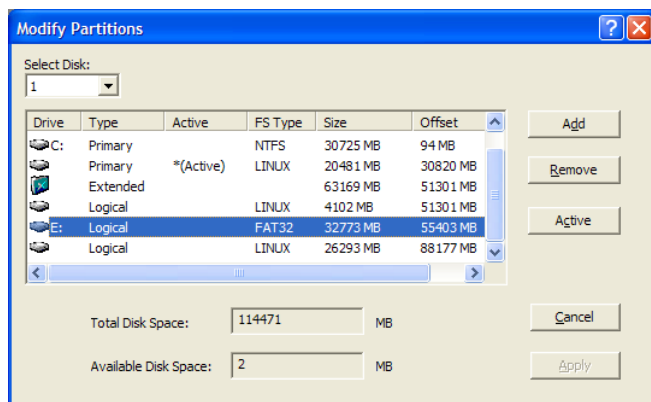 Modify Partitions
Select Disk:
1
Drive Type Active FS Type Size Offset
C: Primary NTFS 30725 MB 94 MB
Primary *(Active) LINUX 20481 MB 30820 MB
Extended 63169 MB 51301 MB
Logical LINUX 4102 MB 51301 MB
E: Logical FAT32 32773 MB 55403 MB
Logical LINUX 26293 MB 88177 MB
Add
Remove
Active
Total Disk Space: 114471 MB
Cancel
Available Disk Space: 2 MB
Apply